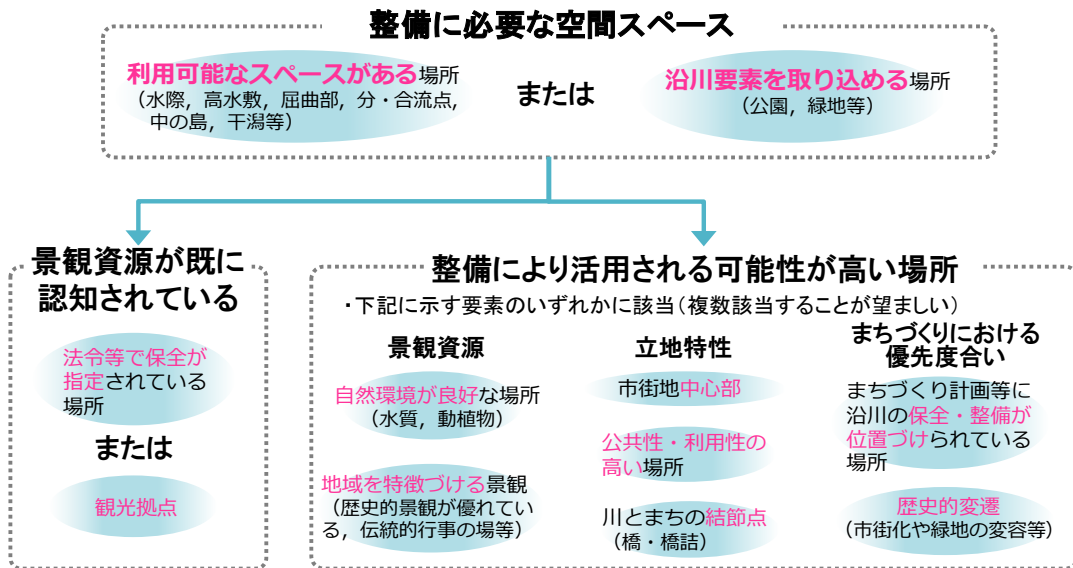 整備に必要な空間スペース
利用可能なスペースがある場所
（水際，高水敷，屈曲部，分・合流点，
中の島，干潟等）
または
沿川要素を取り込める場所
（公園，緑地等）
景観資源が既に
認知されている
法令等で保全が
指定されている
場所
または
観光拠点
整備により活用される可能性が高い場所
・下記に示す要素のいずれかに該当（複数該当することが望ましい）
景観資源
自然環境が良好な場所
（水質，動植物）
地域を特徴づける景観
（歴史的景観が優れてい
る，伝統的行事の場等）
立地特性
市街地中心部
公共性・利用性の
高い場所
川とまちの結節点
（橋・橋詰）
まちづくりにおける
優先度合い
まちづくり計画等に
沿川の保全・整備が
位置づけられている
場所
歴史的変遷
（市街化や緑地の変容等）